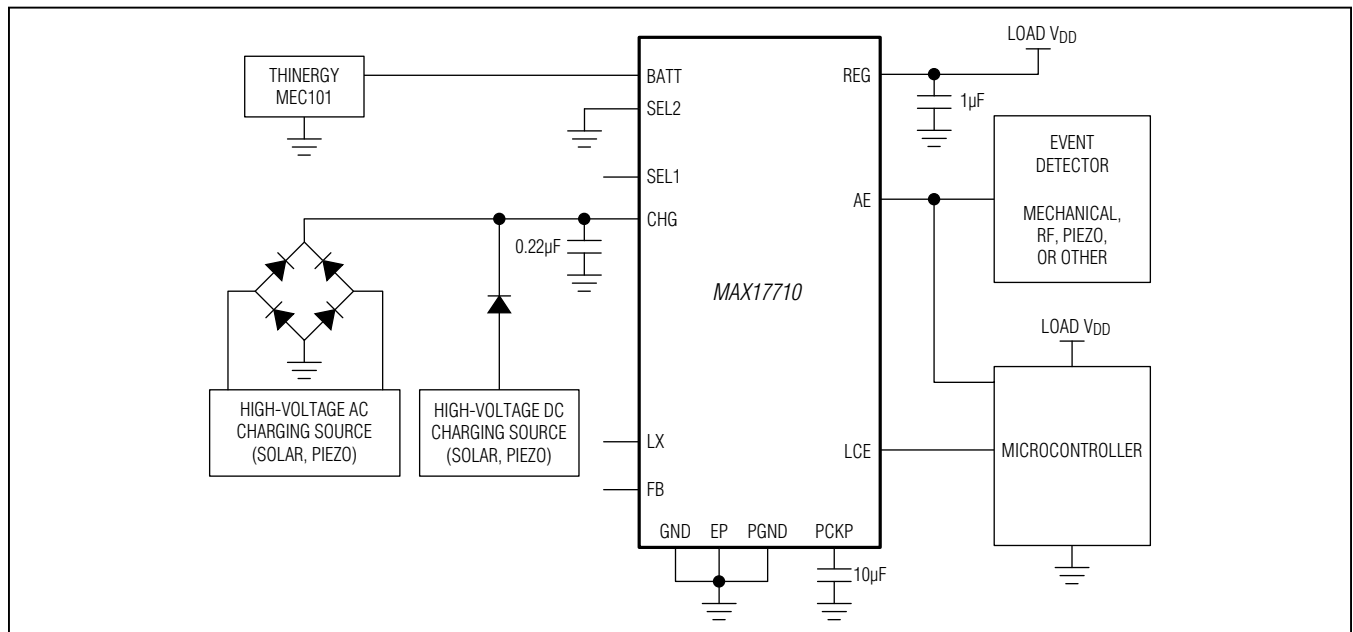 THINERGY
MEC101
BATT
SEL2
SEL1
CHG
0.22µF
HIGH-VOLTAGE AC
CHARGING SOURCE
(SOLAR, PIEZO)
HIGH-VOLTAGE DC
CHARGING SOURCE
(SOLAR, PIEZO)
LX
FB
MAX17710
GND
EP
PGND
PCKP
10µF
REG
AE
LCE
LOAD VDD
1µF
EVENT
DETECTOR
MECHANICAL,
RF, PIEZO,
OR OTHER
LOAD VDD
MICROCONTROLLER